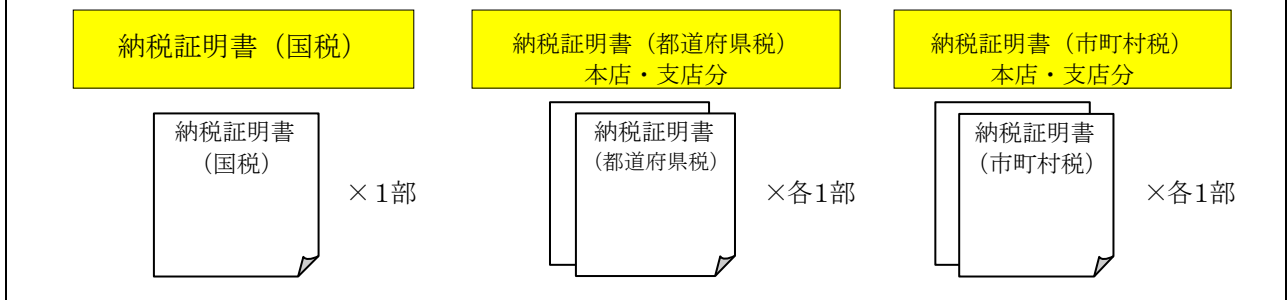 納税証明書（国税）
納税証明書（都道府県税）
本店・支店分
納税証明書（市町村税）
本店・支店分
納税証明書
（国税）
×1部
納税証明書
（都道府県税）
×各1部
納税証明書
（市町村税）
×各1部